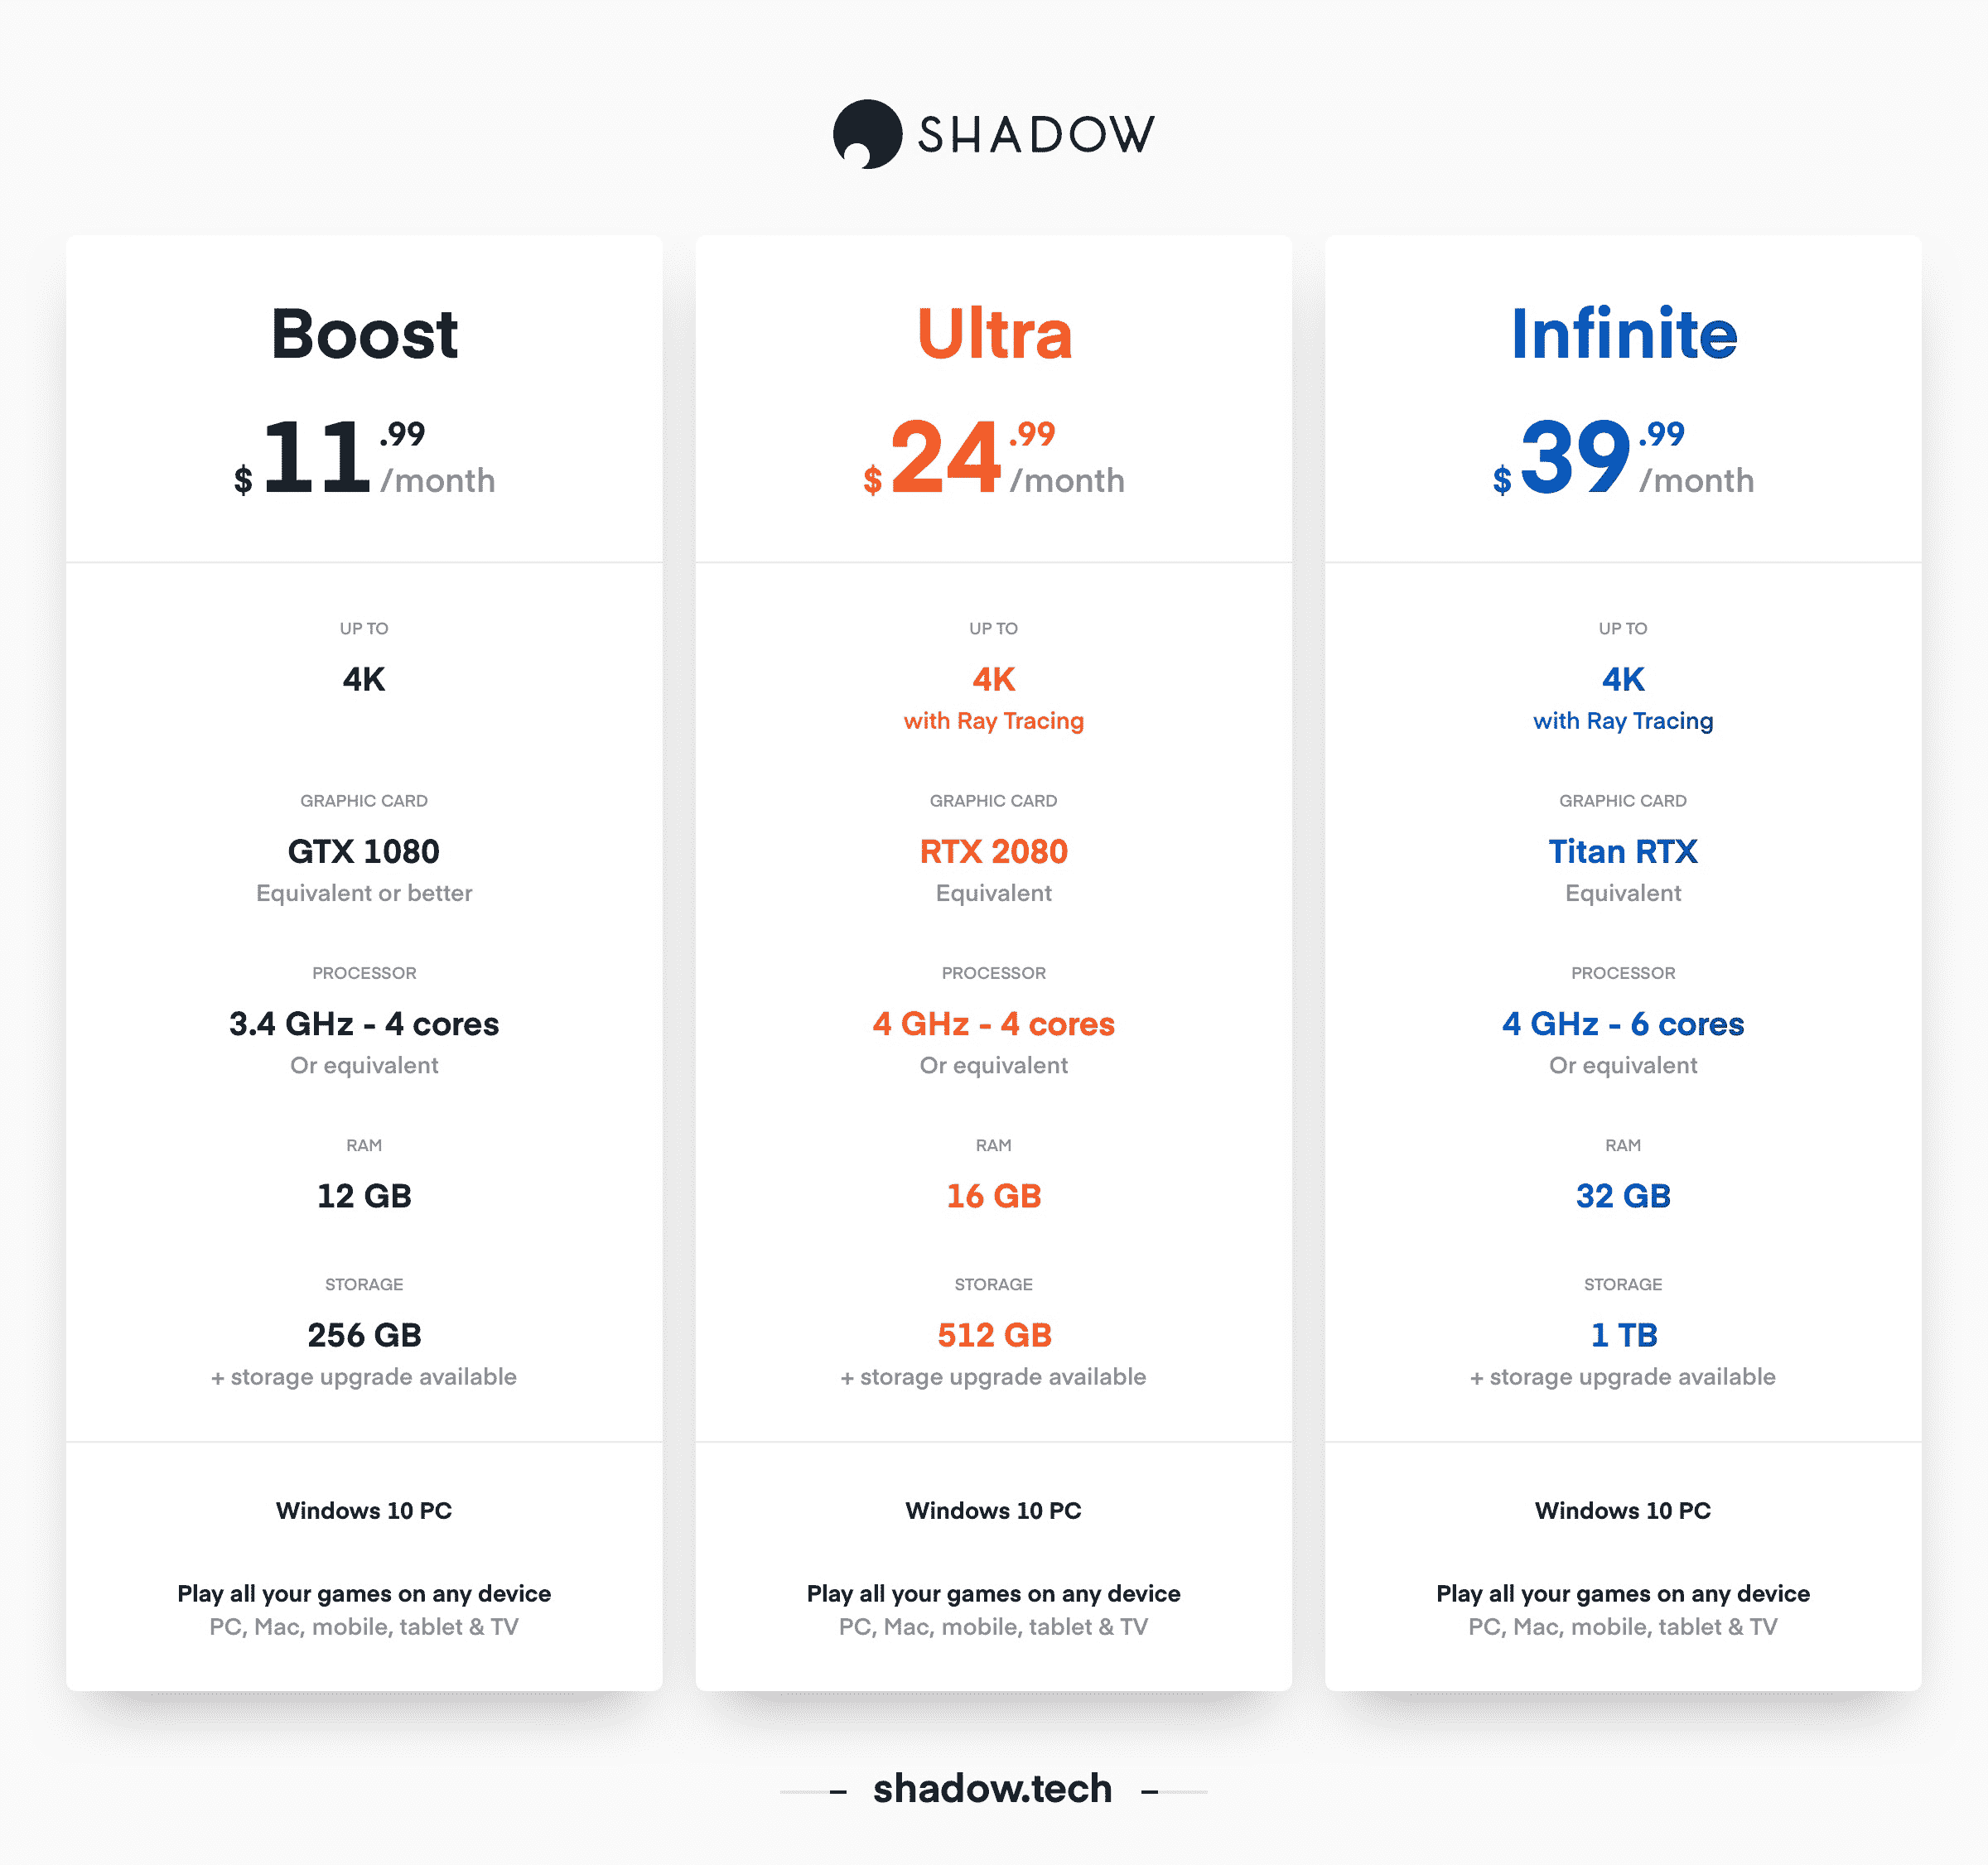 SHADOW
Boost
$11.99/month
UP TO
4K
GRAPHIC CARD
GTX 1080
Equivalent or better
PROCESSOR
3.4 GHz - 4 cores
Or equivalent
RAM
12 GB
STORAGE
256 GB
+ storage upgrade available
Windows 10 PC
Play all your games on any device
PC, Mac, mobile, tablet & TV
Ultra
$24.99/month
UP TO
4K
with Ray Tracing
GRAPHIC CARD
RTX 2080
Equivalent
PROCESSOR
4 GHz - 4 cores
Or equivalent
RAM
16 GB
STORAGE
512 GB
+ storage upgrade available
Windows 10 PC
Play all your games on any device
PC, Mac, mobile, tablet & TV
Infinite
$39.99/month
UP TO
4K
with Ray Tracing
GRAPHIC CARD
Titan RTX
Equivalent
PROCESSOR
4 GHz - 6 cores
Or equivalent
RAM
32 GB
STORAGE
1 TB
+ storage upgrade available
Windows 10 PC
Play all your games on any device
PC, Mac, mobile, tablet & TV
shadow.tech